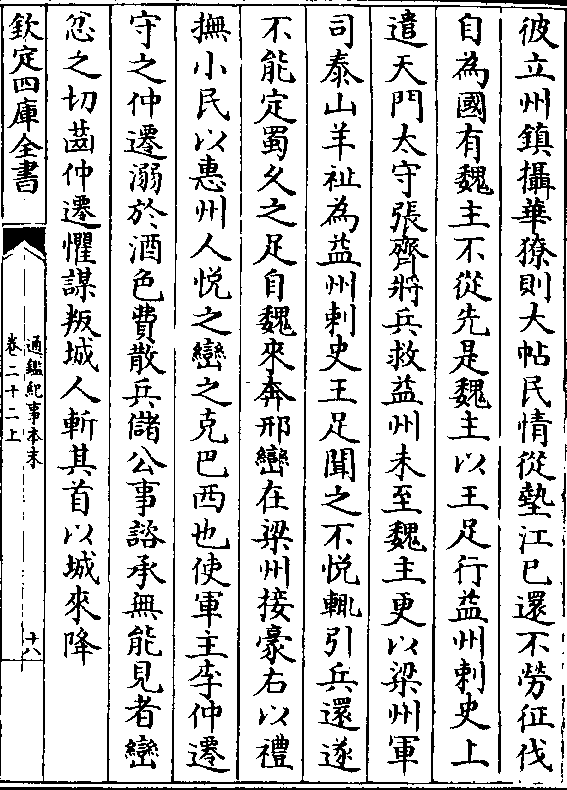 彼立州鎮攝華獠則大帖民情從墊江已還不勞征伐
自為國有魏主不從先是魏主以王足行益州刺史上
遣天門太守張齊將兵救益州未至魏主更以梁州軍
司泰山羊祉為益州刺史王足聞之不悦輒引兵還遂
不能定蜀久之足自魏來奔邢巒在梁州接豪右以禮
撫小民以惠州人悦之巒之克巴西也使軍主李仲遷
守之仲遷溺於酒色費散兵儲公事諮承無能見者巒
忿之切齒仲遷懼謀叛城人斬其首以城來降
欽定四庫全書
通鑑紀事本末
卷二十二上
十八